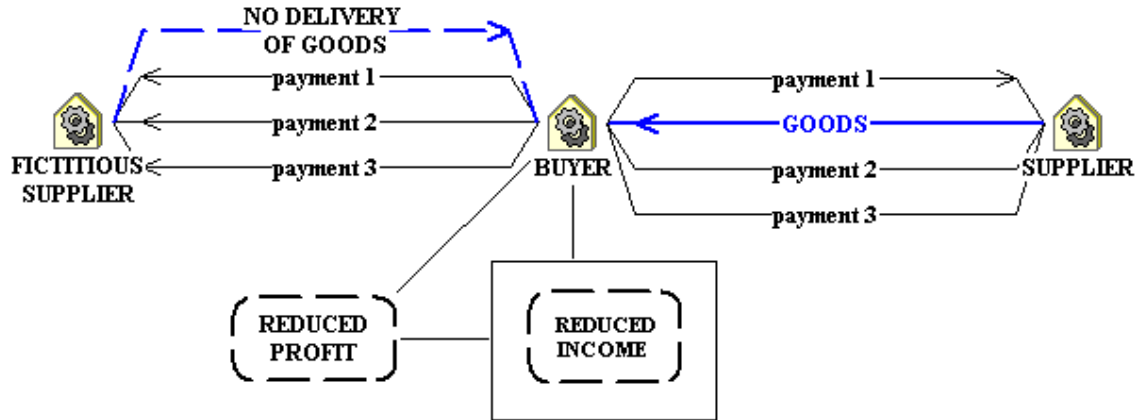 NO DELIVERY
OF GOODS
payment 1
payment 2
payment 3
FICTITIOUS
SUPPLIER
BUYER
payment 1
GOODS
payment 2
payment 3
SUPPLIER
REDUCED
PROFIT
REDUCED
INCOME